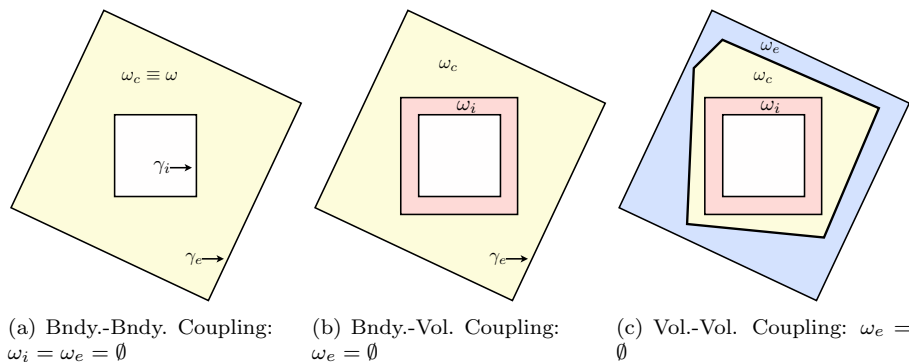 ω_c ≡ ω
γ_i
γ_e
(a) Bndy.-Bndy. Coupling:
ω_i = ω_e = ∅
ω_c
ω_i
γ_e
(b) Bndy.-Vol. Coupling:
ω_e = ∅
ω_e
ω_c
ω_i
(c) Vol.-Vol. Coupling: ω_e =
∅